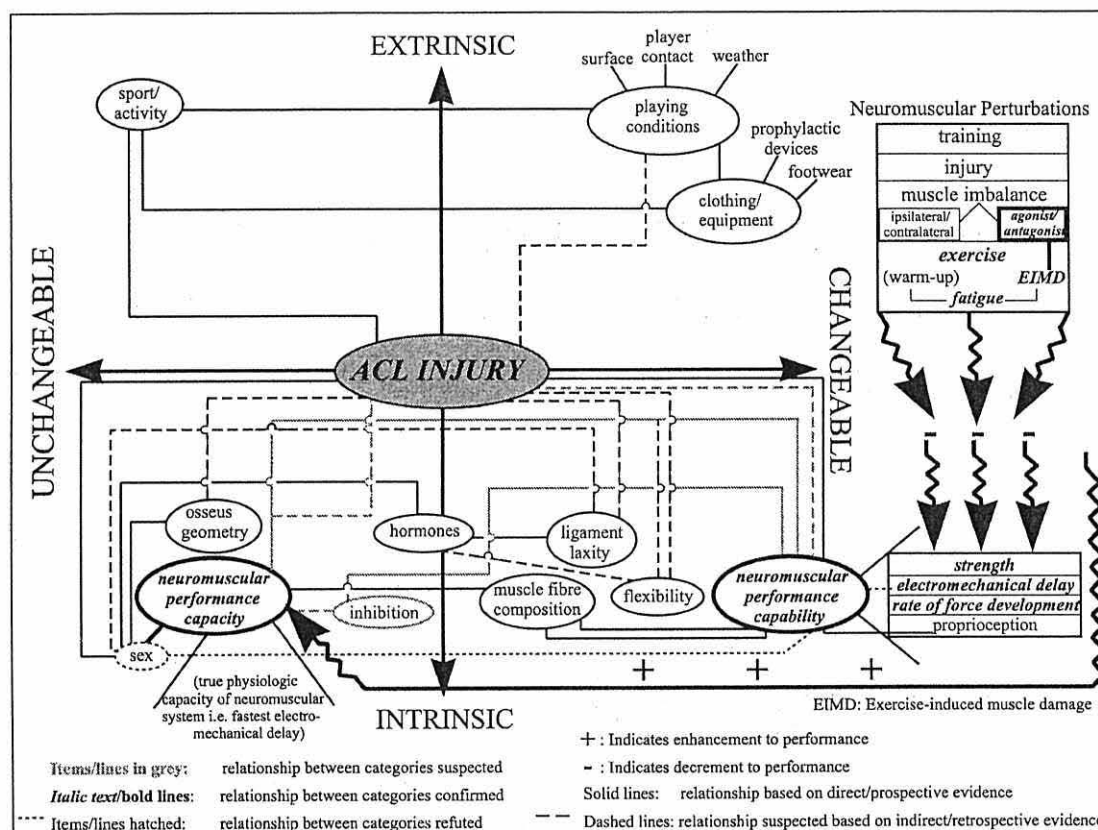 EXTRINSIC
sport/
activity
surface
player
contact
weather
playing
conditions
prophylactic
devices
footwear
clothing/
equipment
Neuromuscular Perturbations
training
injury
muscle imbalance
ipsilateral/
contralateral
agonist/
antagonist
exercise
(warm-up)
EIMD
fatigue
UNCHANGEABLE
ACL INJURY
CHANGEABLE
- - -
osseus
geometry
hormones
ligament
laxity
neuromuscular
performance
capacity
inhibition
muscle fibre
composition
flexibility
neuromuscular
performance
capability
strength
electromechanical delay
rate of force development
proprioception
sex
(true physiologic
capacity of neuromuscular
system i.e. fastest electro-
mechanical delay)
+ + +
INTRINSIC
EIMD: Exercise-induced muscle damage
Items/lines in grey: relationship between categories suspected
Italic text/bold lines: relationship between categories confirmed
Items/lines hatched: relationship between categories refuted
+ : Indicates enhancement to performance
- : Indicates decrement to performance
Solid lines: relationship based on direct/prospective evidence
Dashed lines: relationship suspected based on indirect/retrospective evidence